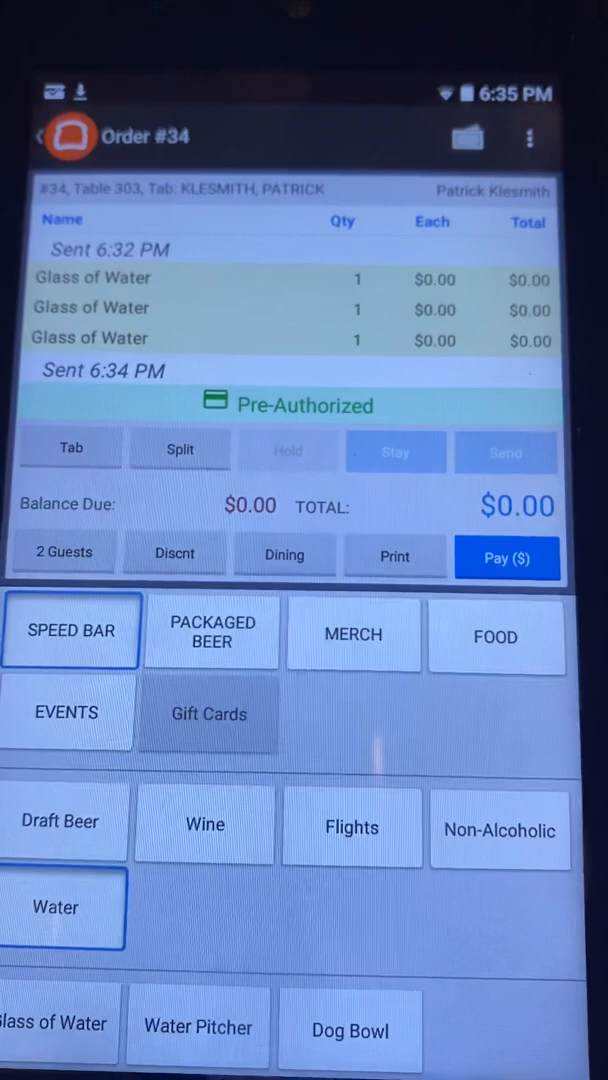 6:35 PM
Order #34
#34, Table 303, Tab: KLESMITH, PATRICK Patrick Klesmith
Name Qty Each Total
Sent 6:32 PM
Glass of Water 1 $0.00 $0.00
Glass of Water 1 $0.00 $0.00
Glass of Water 1 $0.00 $0.00
Sent 6:34 PM
Pre-Authorized
Tab Split Hold Stay Send
Balance Due: $0.00 TOTAL: $0.00
2 Guests Discnt Dining Print Pay ($)
SPEED BAR PACKAGED BEER MERCH FOOD
EVENTS Gift Cards
Draft Beer Wine Flights Non-Alcoholic
Water
Glass of Water Water Pitcher Dog Bowl